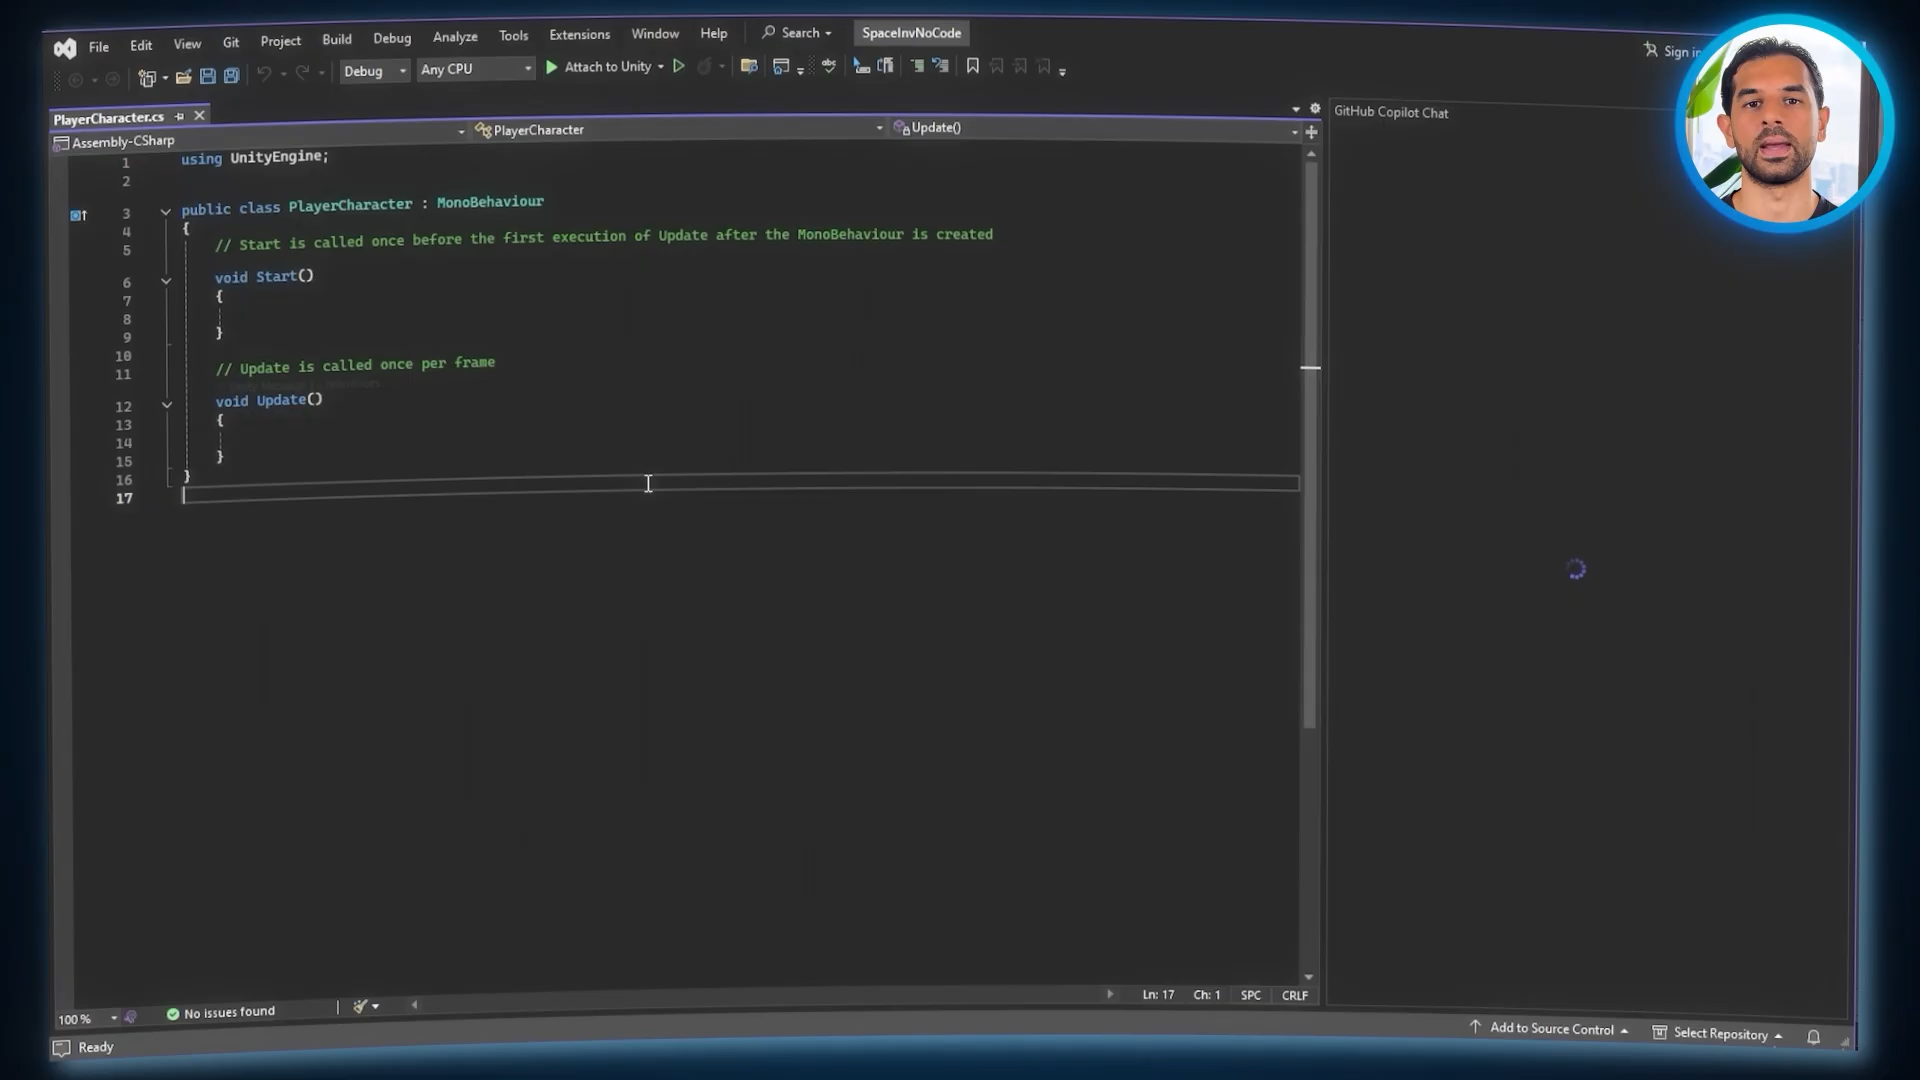 File Edit View Git Project Build Debug Analyze Tools Extensions Window Help Search SpaceInvNoCode
Sign in
Debug Any CPU Attach to Unity
PlayerCharacter.cs
GitHub Copilot Chat
Assembly-CSharp PlayerCharacter Update()
1 using UnityEngine;
2
3 public class PlayerCharacter : MonoBehaviour
4 {
5 // Start is called once before the first execution of Update after the MonoBehaviour is created
6 void Start()
7 {
8
9 }
10
11 // Update is called once per frame
12 void Update()
13 {
14
15 }
16 }
17
100 % No issues found Ln: 17 Ch: 1 SPC CRLF
Add to Source Control Select Repository
Ready